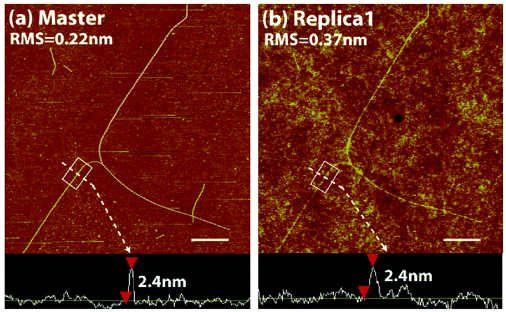 (a) Master
RMS=0.22nm
2.4nm
(b) Replica1
RMS=0.37nm
2.4nm